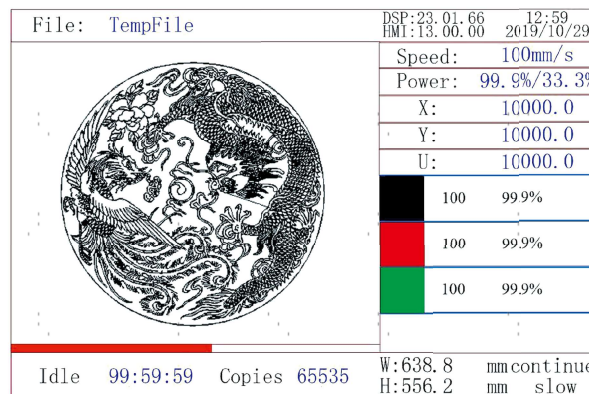 File: TempFile
DSP:23.01.66 12:59
HMI:13.00.00 2019/10/29
Speed: 100mm/s
Power: 99.9%/33.3%
X: 10000.0
Y: 10000.0
U: 10000.0
100 99.9%
100 99.9%
100 99.9%
Idle 99:59:59 Copies 65535
W:638.8 mm continue
H:556.2 mm slow